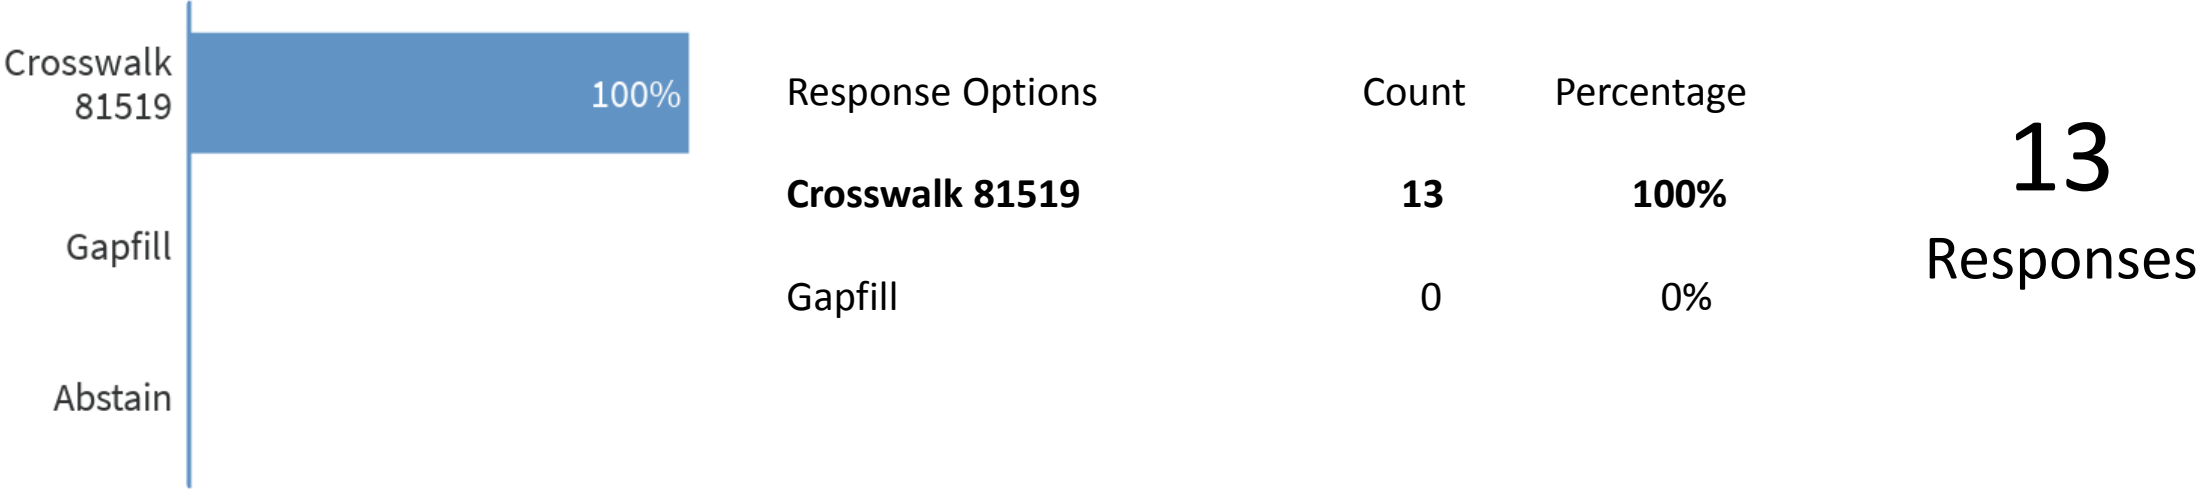 Crosswalk
81519
100%
Gapfill
Abstain
Response Options Count Percentage
Crosswalk 81519 13 100%
Gapfill 0 0%
13
Responses